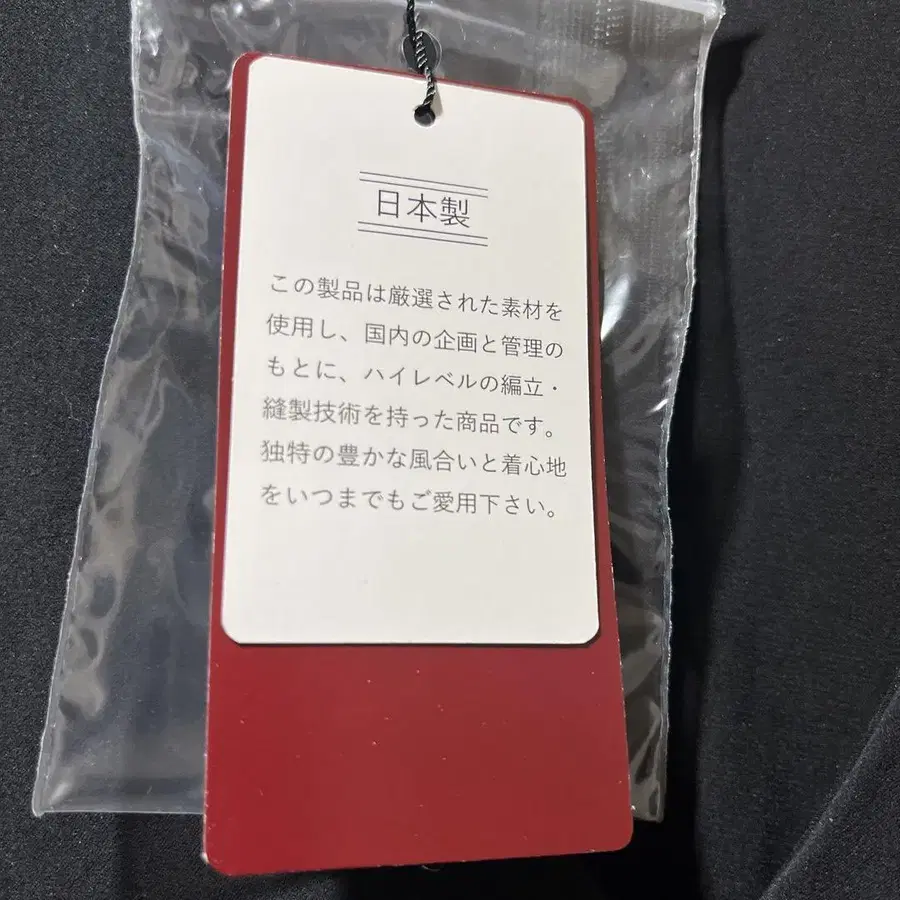 日本製
この製品は厳選された素材を
使用し、国内の企画と管理の
もとに、ハイレベルの編立・
縫製技術を持った商品です。
独特の豊かな風合いと着心地
をいつまでもご愛用下さい。